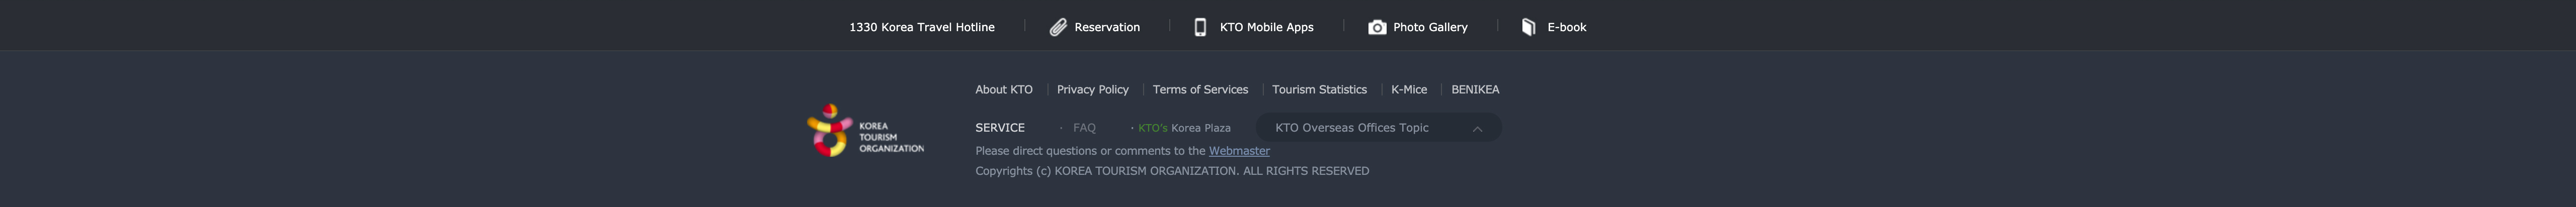 1330 Korea Travel Hotline Reservation KTO Mobile Apps Photo Gallery E-book
About KTO Privacy Policy Terms of Services Tourism Statistics K-Mice BENIKEA
KOREA
TOURISM
ORGANIZATION
SERVICE · FAQ · KTO's Korea Plaza KTO Overseas Offices Topic
Please direct questions or comments to the Webmaster
Copyrights (c) KOREA TOURISM ORGANIZATION. ALL RIGHTS RESERVED